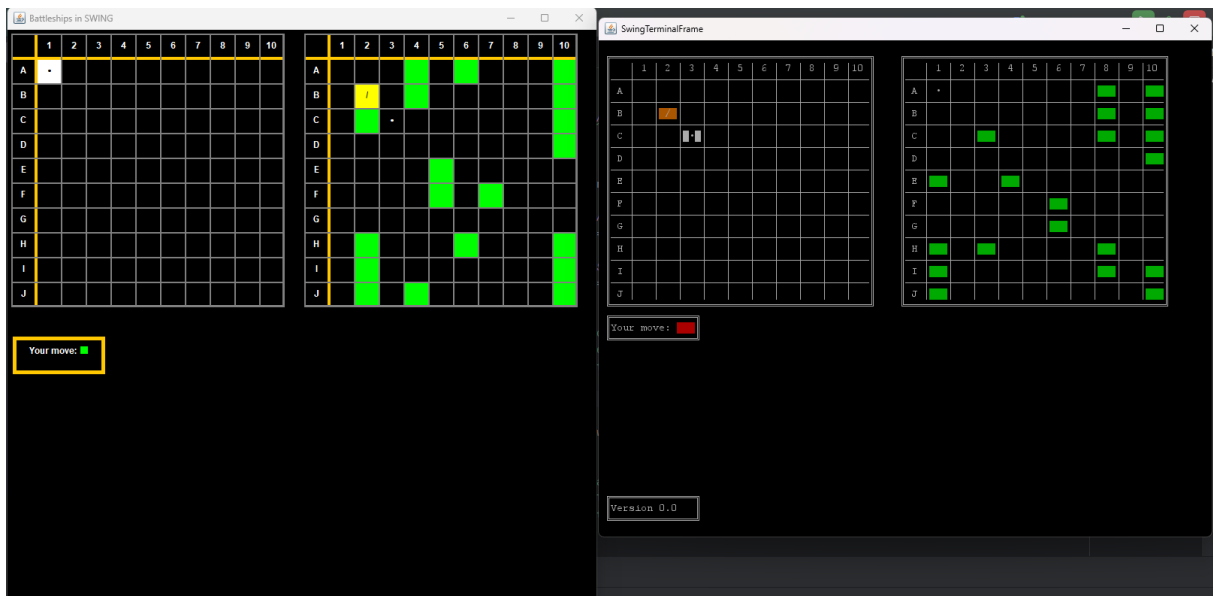 Battleships in SWING
1 2 3 4 5 6 7 8 9 10
A
B
C
D
E
F
G
H
I
J
1 2 3 4 5 6 7 8 9 10
A
B /
C
D
E
F
G
H
I
J
Your move:
SwingTerminalFrame
1 2 3 4 5 6 7 8 9 10
A
B /
C
D
E
F
G
H
I
J
1 2 3 4 5 6 7 8 9 10
A
B
C
D
E
F
G
H
I
J
Your move:
Version 0.0